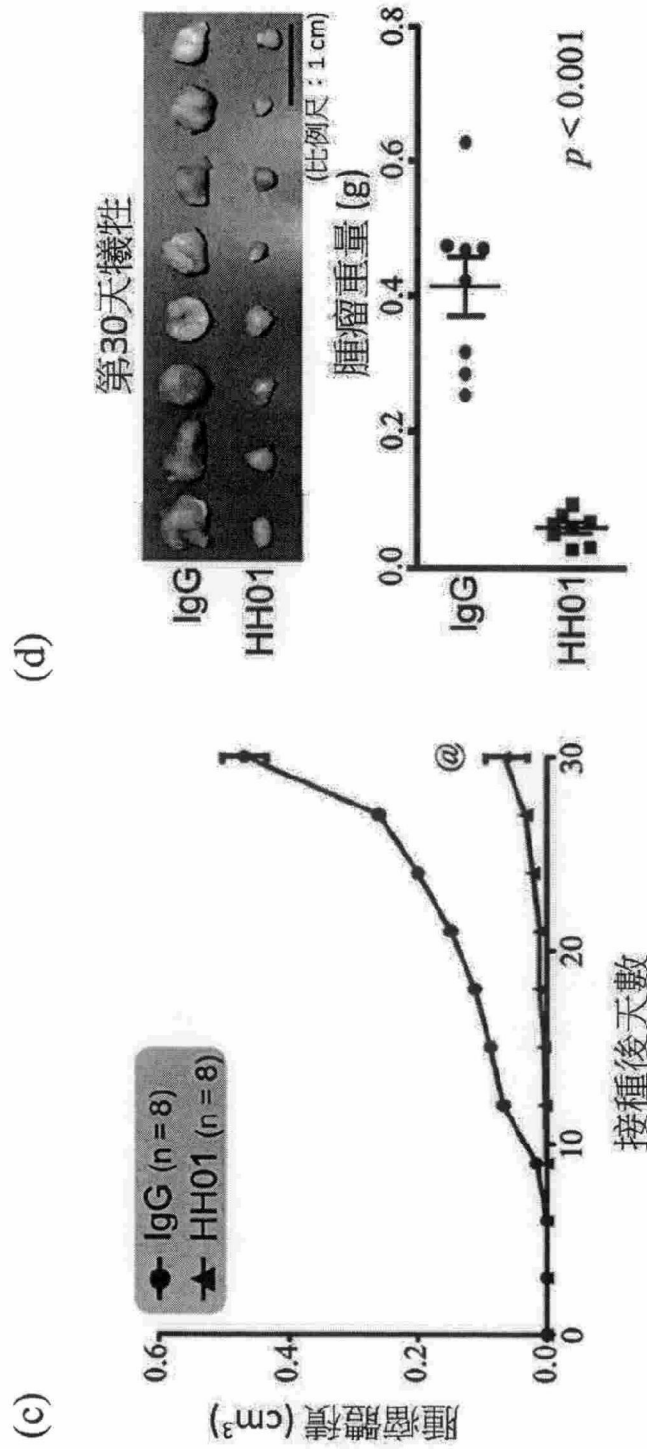 (c)
IgG (n = 8)
HH01 (n = 8)
腫瘤體積 (cm³)
0.6
0.4
0.2
0.0
0
10
20
30
@
接種後天數
(d)
第30天犧牲
IgG
HH01
(比例尺：1 cm)
腫瘤重量 (g)
0.0
0.2
0.4
0.6
0.8
IgG
HH01
p < 0.001